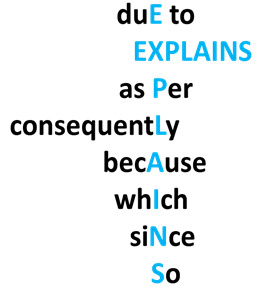 duE to
EXPLAINS
as Per
consequentLy
becAuse
whIch
siNce
So